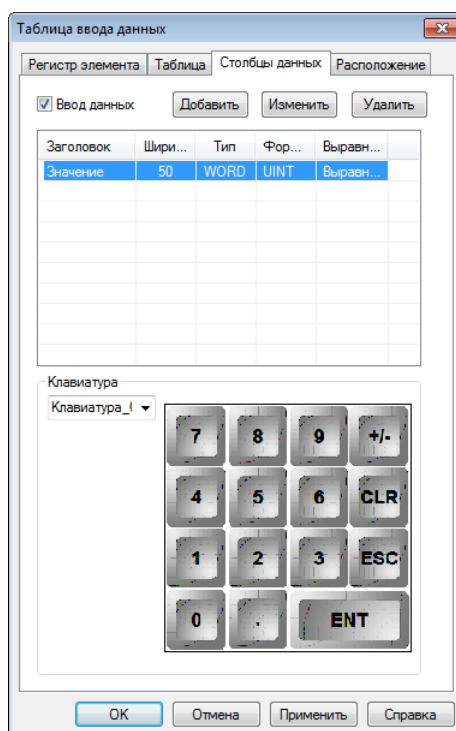 Таблица ввода данных
Регистр элемента Таблица Столбцы данных Расположение
Ввод данных Добавить Изменить Удалить
Заголовок Шири... Тип Фор... Выравн...
Значение 50 WORD UINT Выравн...
Клавиатура
Клавиатура_
7 8 9 +/-
4 5 6 CLR
1 2 3 ESC
0 . ENT
OK Отмена Применить Справка